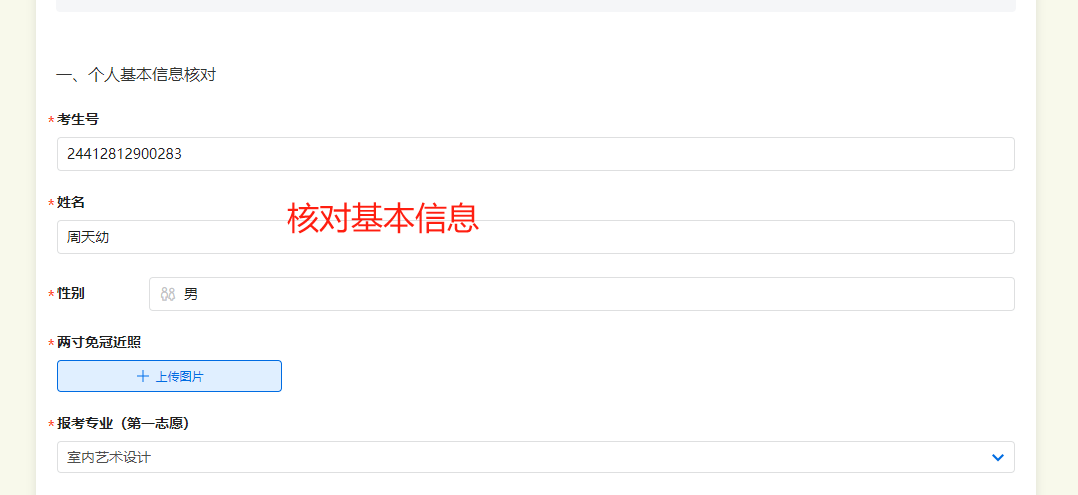 一、个人基本信息核对
*考生号
24412812900283
*姓名
核对基本信息
周天幼
*性别
男
*两寸免冠近照
+ 上传图片
*报考专业（第一志愿）
室内艺术设计